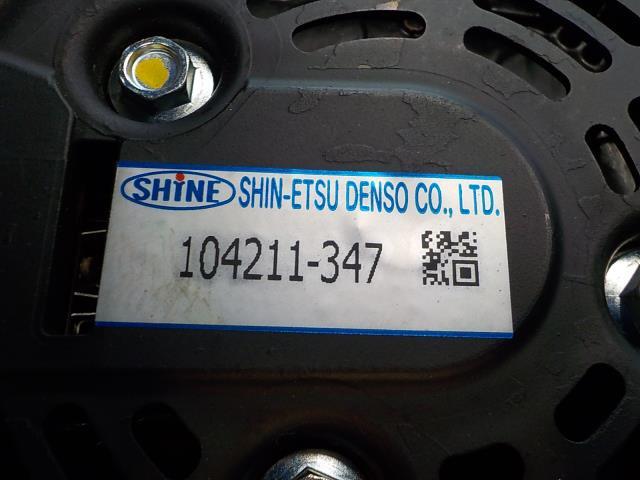 SHiNE SHIN-ETSU DENSO CO., LTD.
104211-347